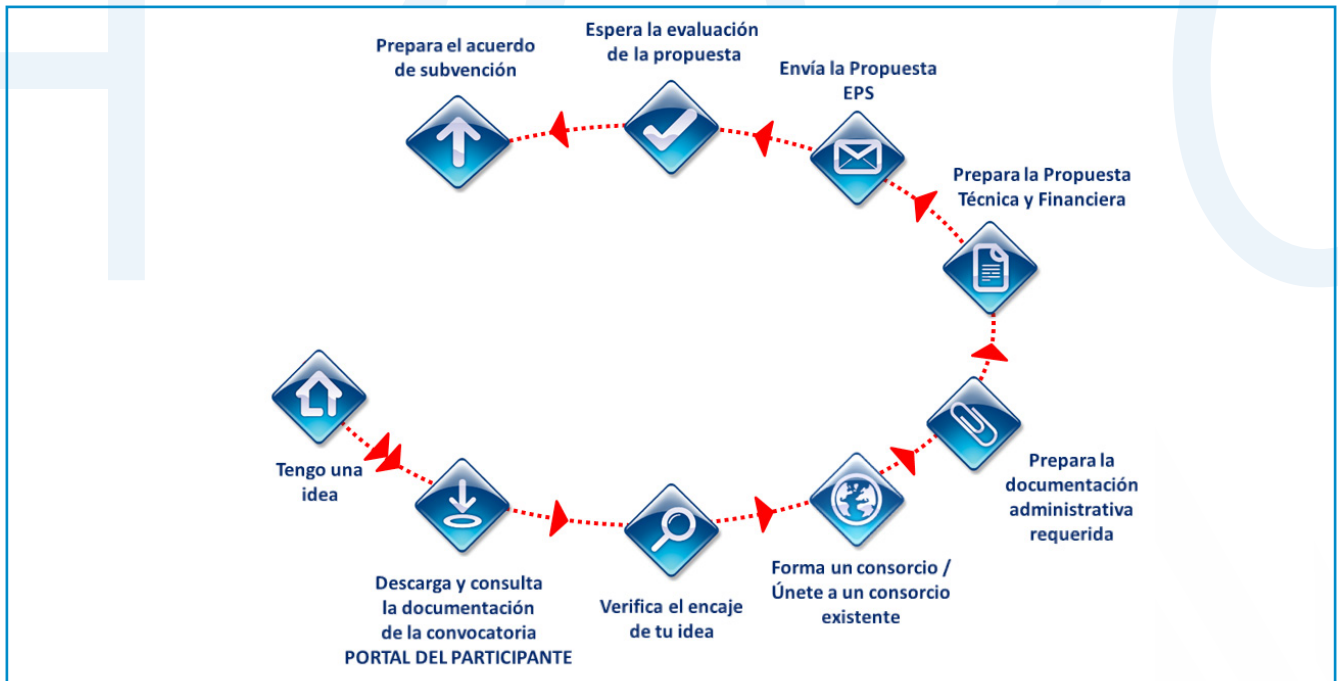 Prepara el acuerdo
de subvención
Espera la evaluación
de la propuesta
Envía la Propuesta
EPS
Prepara la Propuesta
Técnica y Financiera
Tengo una
idea
Descarga y consulta
la documentación
de la convocatoria
PORTAL DEL PARTICIPANTE
Verifica el encaje
de tu idea
Forma un consorcio /
Únete a un consorcio
existente
Prepara la
documentación
administrativa
requerida